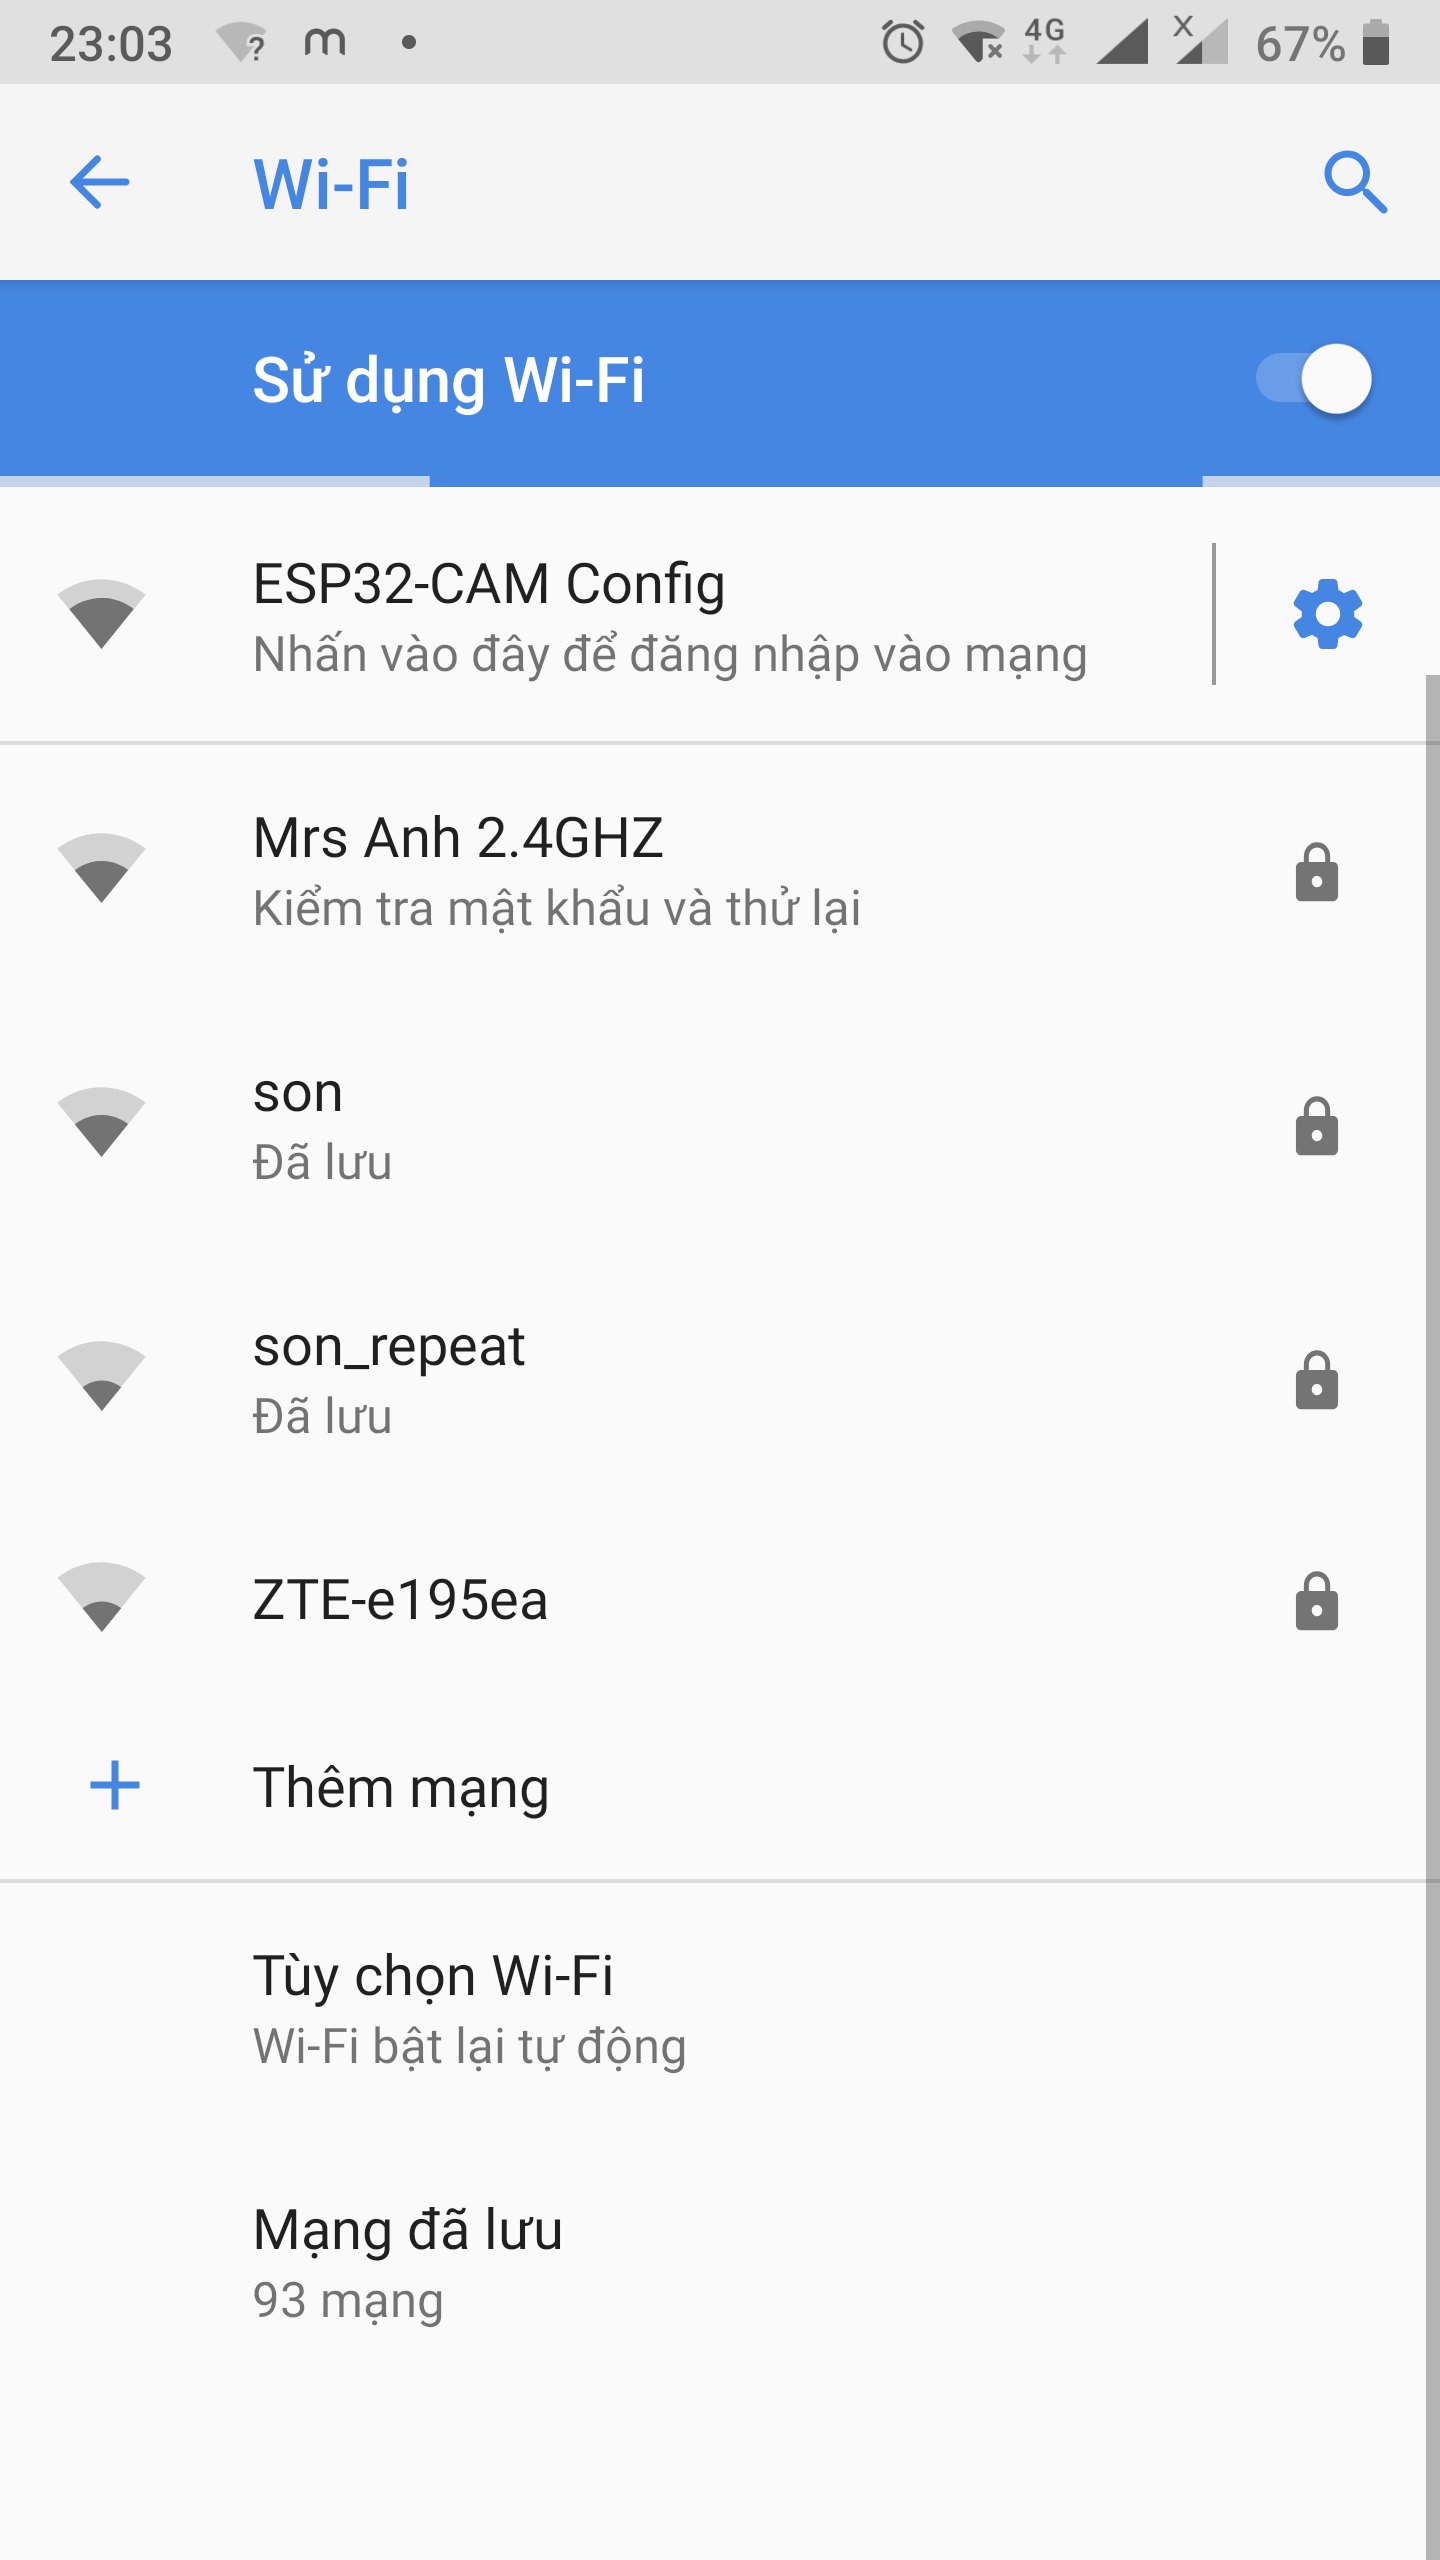 23:03 ? m 4G X 67%
Wi-Fi
Sử dụng Wi-Fi
ESP32-CAM Config
Nhấn vào đây để đăng nhập vào mạng
Mrs Anh 2.4GHZ
Kiểm tra mật khẩu và thử lại
son
Đã lưu
son_repeat
Đã lưu
ZTE-e195ea
Thêm mạng
Tùy chọn Wi-Fi
Wi-Fi bật lại tự động
Mạng đã lưu
93 mạng